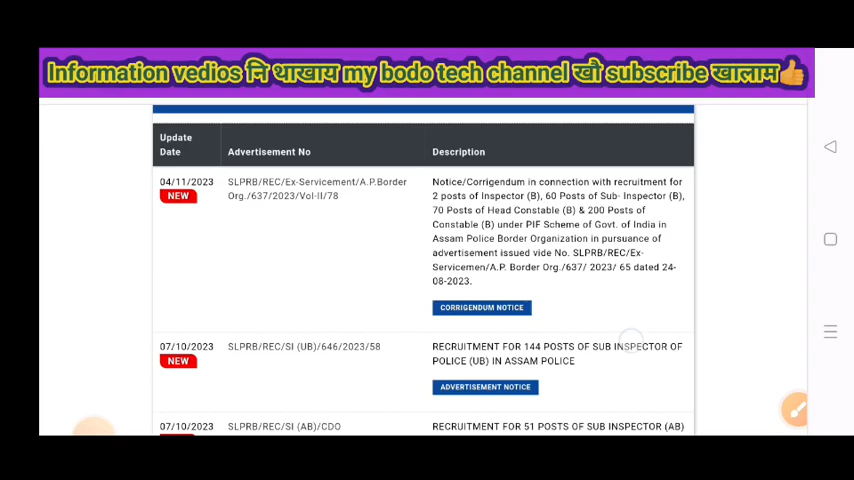 Information vedios नि थाखाय my bodo tech channel खौ subscribe खालाम👍
Update
Date
Advertisement No
Description
04/11/2023
NEW
SLPRB/REC/Ex-Servicement/A.P.Border
Org./637/2023/Vol-II/78
Notice/Corrigendum in connection with recruitment for
2 posts of Inspector (B), 60 Posts of Sub- Inspector (B),
70 Posts of Head Constable (B) & 200 Posts of
Constable (B) under PIF Scheme of Govt. of India in
Assam Police Border Organization in pursuance of
advertisement issued vide No. SLPRB/REC/Ex-
Servicemen/A.P. Border Org./637/ 2023/ 65 dated 24-
08-2023.
CORRIGENDUM NOTICE
07/10/2023
NEW
SLPRB/REC/SI (UB)/646/2023/58
RECRUITMENT FOR 144 POSTS OF SUB INSPECTOR OF
POLICE (UB) IN ASSAM POLICE
ADVERTISEMENT NOTICE
07/10/2023
SLPRB/REC/SI (AB)/CDO
RECRUITMENT FOR 51 POSTS OF SUB INSPECTOR (AB)